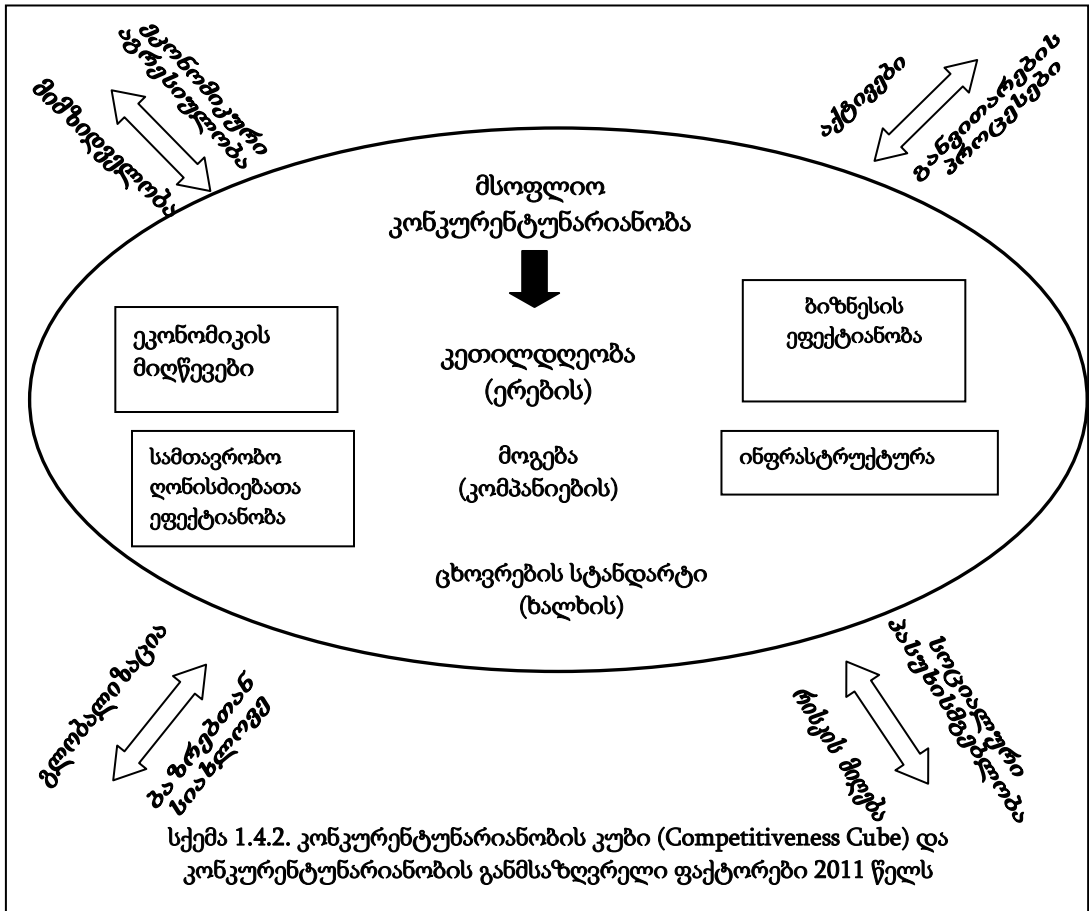 ეკონომიკური
აგრესიულობა
მიმზიდველობა
აქტივები
განვითარების
პროცესები
მსოფლიო
კონკურენტუნარიანობა
ეკონომიკის
მიღწევები
კეთილდღეობა
(ერების)
ბიზნესის
ეფექტიანობა
სამთავრობო
ღონისძიებათა
ეფექტიანობა
მოგება
(კომპანიების)
ინფრასტრუქტურა
ცხოვრების სტანდარტი
(ხალხის)
გლობალიზაცია
ბაზრებთან
სიახლოვე
რისკის მიღება
სოციალური
პასუხისმგებლობა
სქემა 1.4.2. კონკურენტუნარიანობის კუბი (Competitiveness Cube) და
კონკურენტუნარიანობის განმსაზღვრელი ფაქტორები 2011 წელს